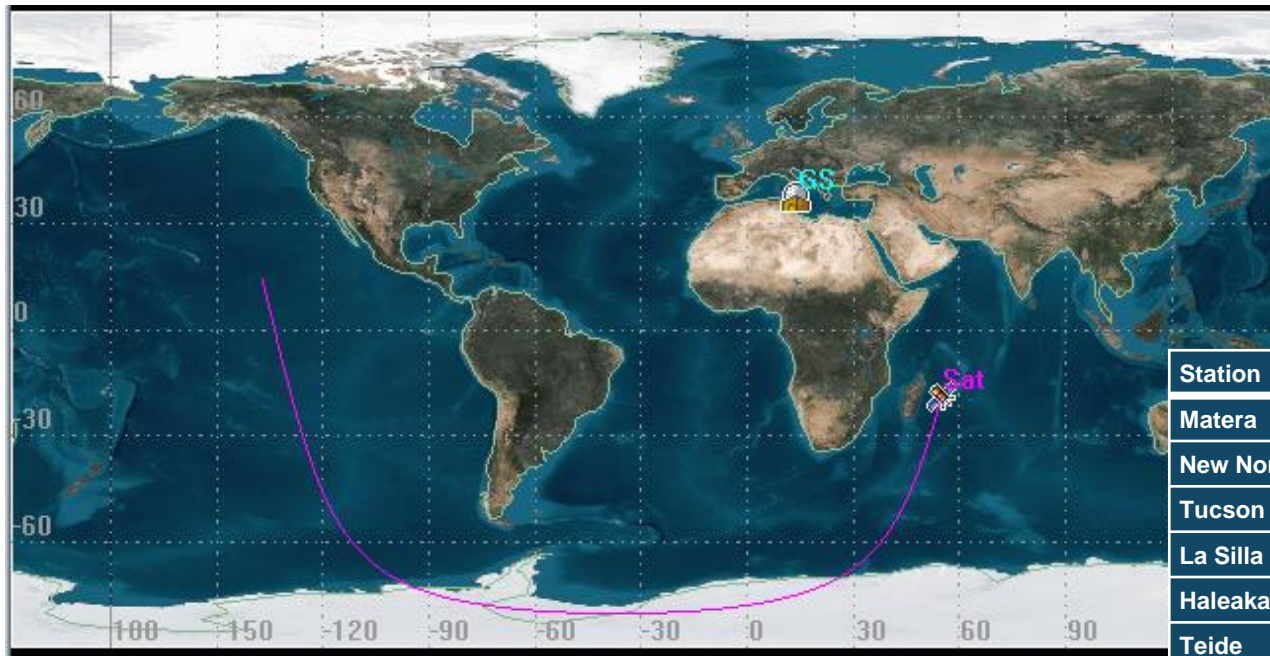 60
GS
30
0
Sat
-30
-60
180 -150 -120 -90 -60 -30 0 30 60 90
Station
Matera
New Nor
Tucson
La Silla
Haleaka
Teide